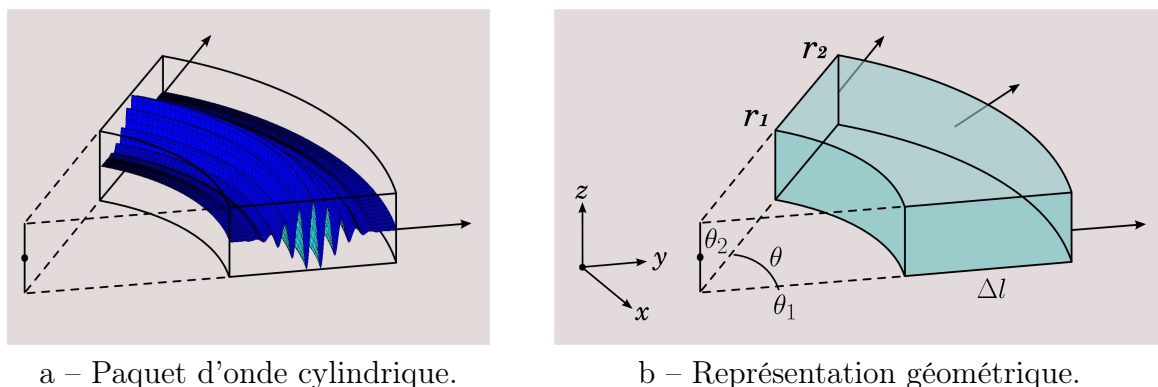 r₂
r₁
z
y
x
θ₂
θ
θ₁
Δl
a – Paquet d'onde cylindrique.
b – Représentation géométrique.